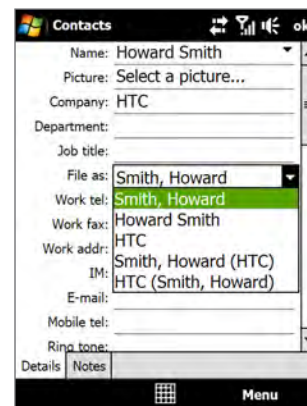 Contacts ok
Name: Howard Smith
Picture: Select a picture...
Company: HTC
Department:
Job title:
File as: Smith, Howard
Work tel: Smith, Howard
Work fax: Howard Smith
Work addr: HTC
Smith, Howard (HTC)
IM: HTC (Smith, Howard)
E-mail:
Mobile tel:
Ring tone:
Details Notes
Menu